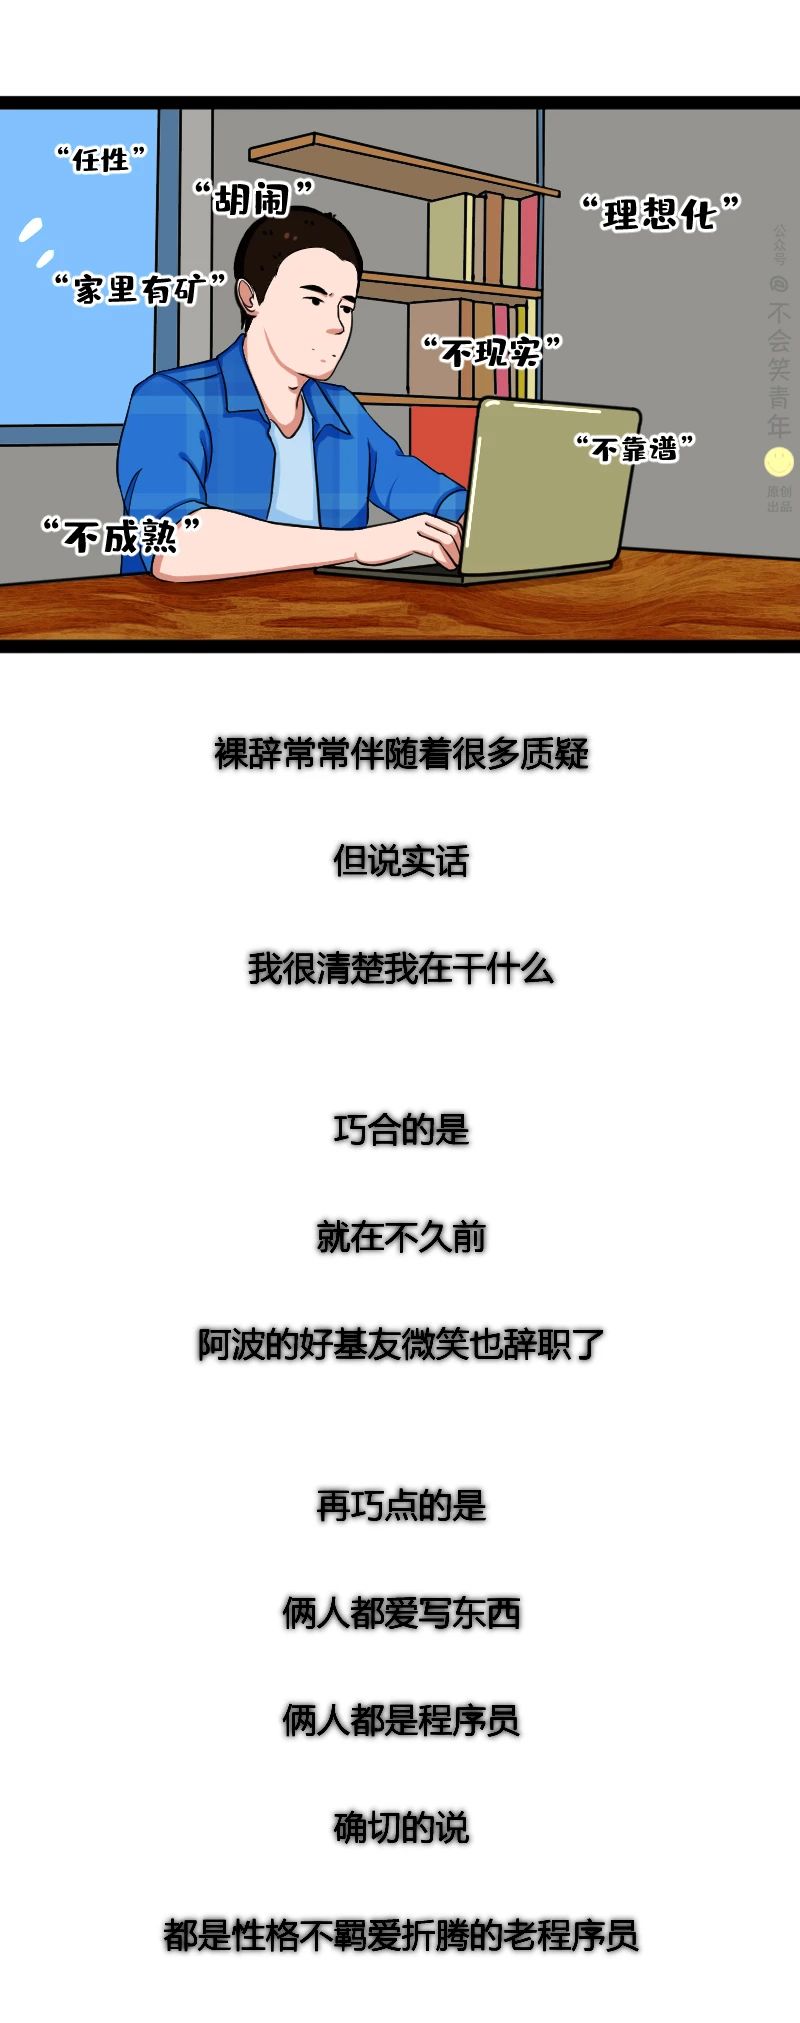 “任性”
“胡闹”
“理想化”
“家里有矿”
“不现实”
“不靠谱”
“不成熟”
公众号
不会笑青年
原创
出品
裸辞常常伴随着很多质疑
但说实话
我很清楚我在干什么
巧合的是
就在不久前
阿波的好基友微笑也辞职了
再巧点的是
俩人都爱写东西
俩人都是程序员
确切的说
都是性格不羁爱折腾的老程序员